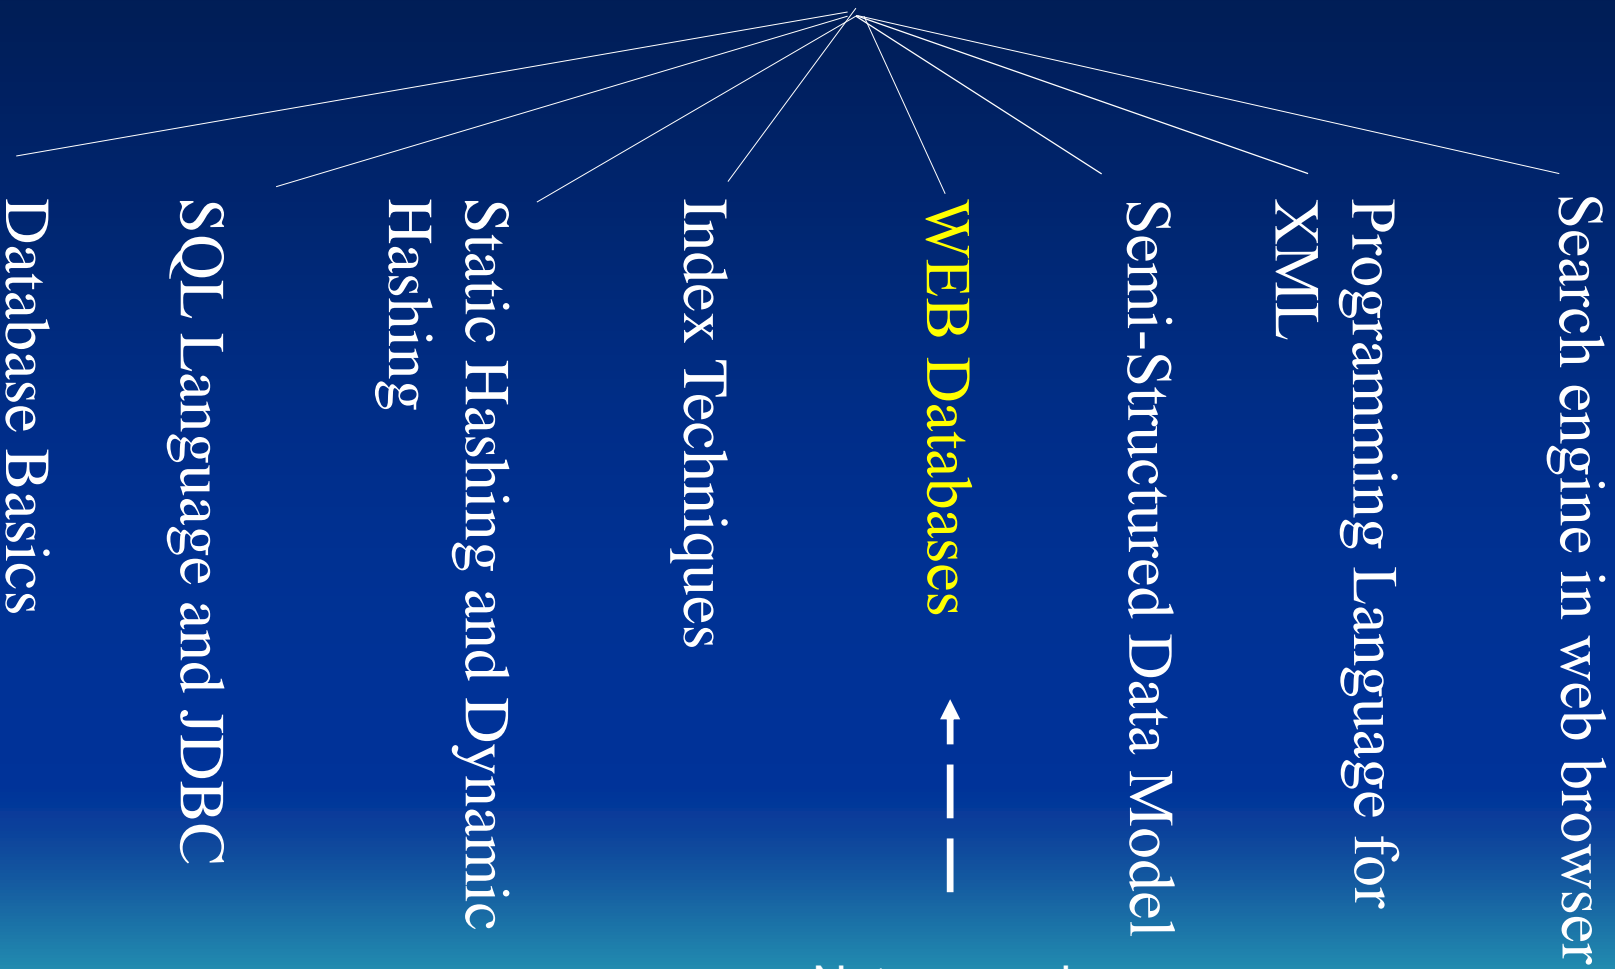 Database Basics
SQL Language and JDBC
Static Hashing and Dynamic
Hashing
Index Techniques
WEB Databases
Semi-Structured Data Model
Programming Language for
XML
Search engine in web browser